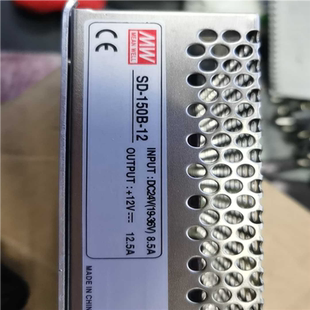 MW
MEAN WELL
SD-150B-12
INPUT : DC24V(19-36V) 8.5A
OUTPUT : +12V⎓ 12.5A
CE
MADE IN CHINA